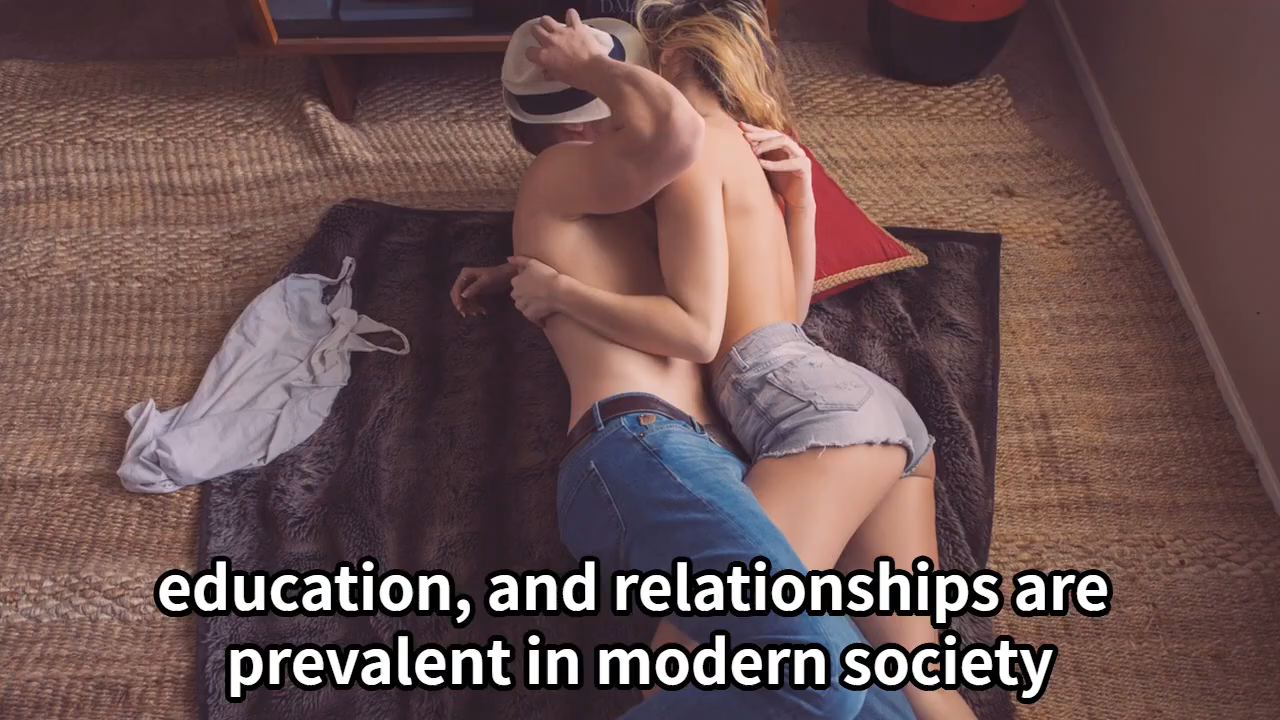 education, and relationships are
prevalent in modern society